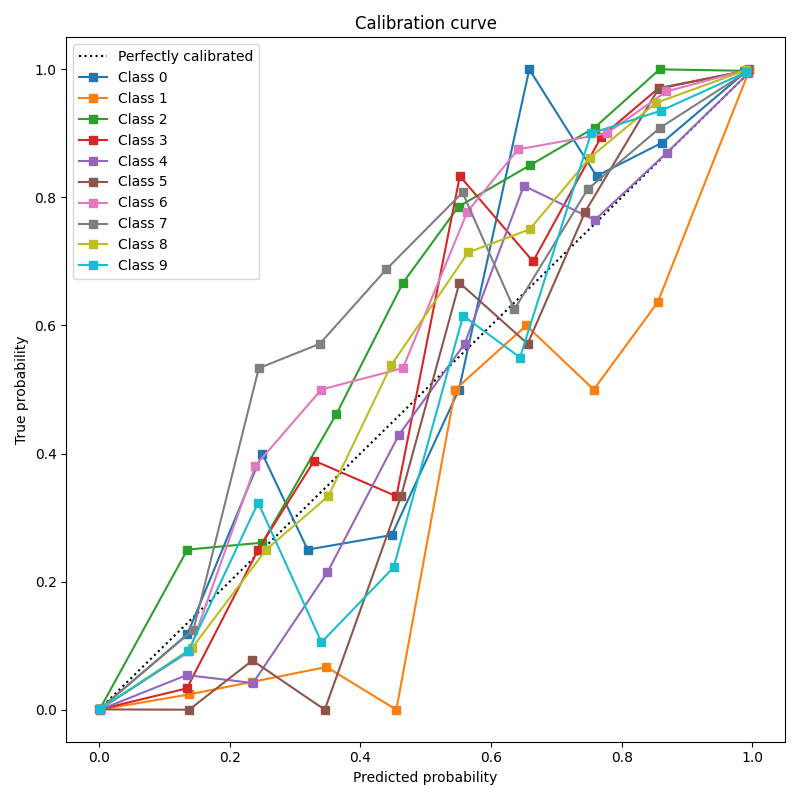 Calibration curve
Perfectly calibrated
Class 0
Class 1
Class 2
Class 3
Class 4
Class 5
Class 6
Class 7
Class 8
Class 9
True probability
1.0
0.8
0.6
0.4
0.2
0.0
0.0 0.2 0.4 0.6 0.8 1.0
Predicted probability